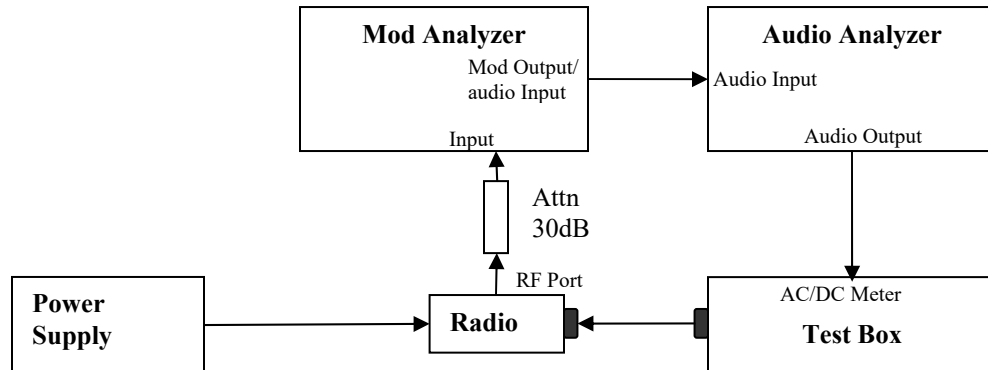 Mod Analyzer
Mod Output/
audio Input
Input
Audio Analyzer
Audio Input
Audio Output
Attn
30dB
RF Port
Power
Supply
Radio
AC/DC Meter
Test Box